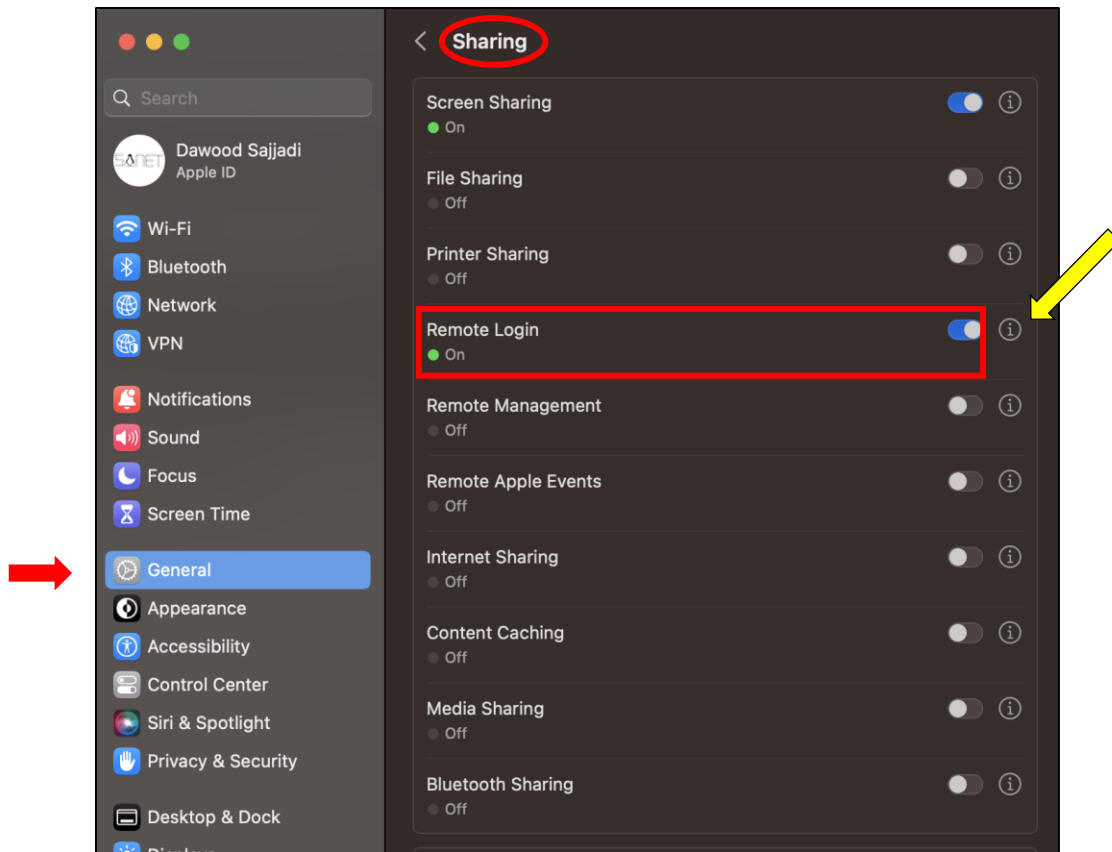 Sharing
Search
Dawood Sajjadi
Apple ID
Wi-Fi
Bluetooth
Network
VPN
Notifications
Sound
Focus
Screen Time
General
Appearance
Accessibility
Control Center
Siri & Spotlight
Privacy & Security
Desktop & Dock
Displays
Screen Sharing
On
File Sharing
Off
Printer Sharing
Off
Remote Login
On
Remote Management
Off
Remote Apple Events
Off
Internet Sharing
Off
Content Caching
Off
Media Sharing
Off
Bluetooth Sharing
Off